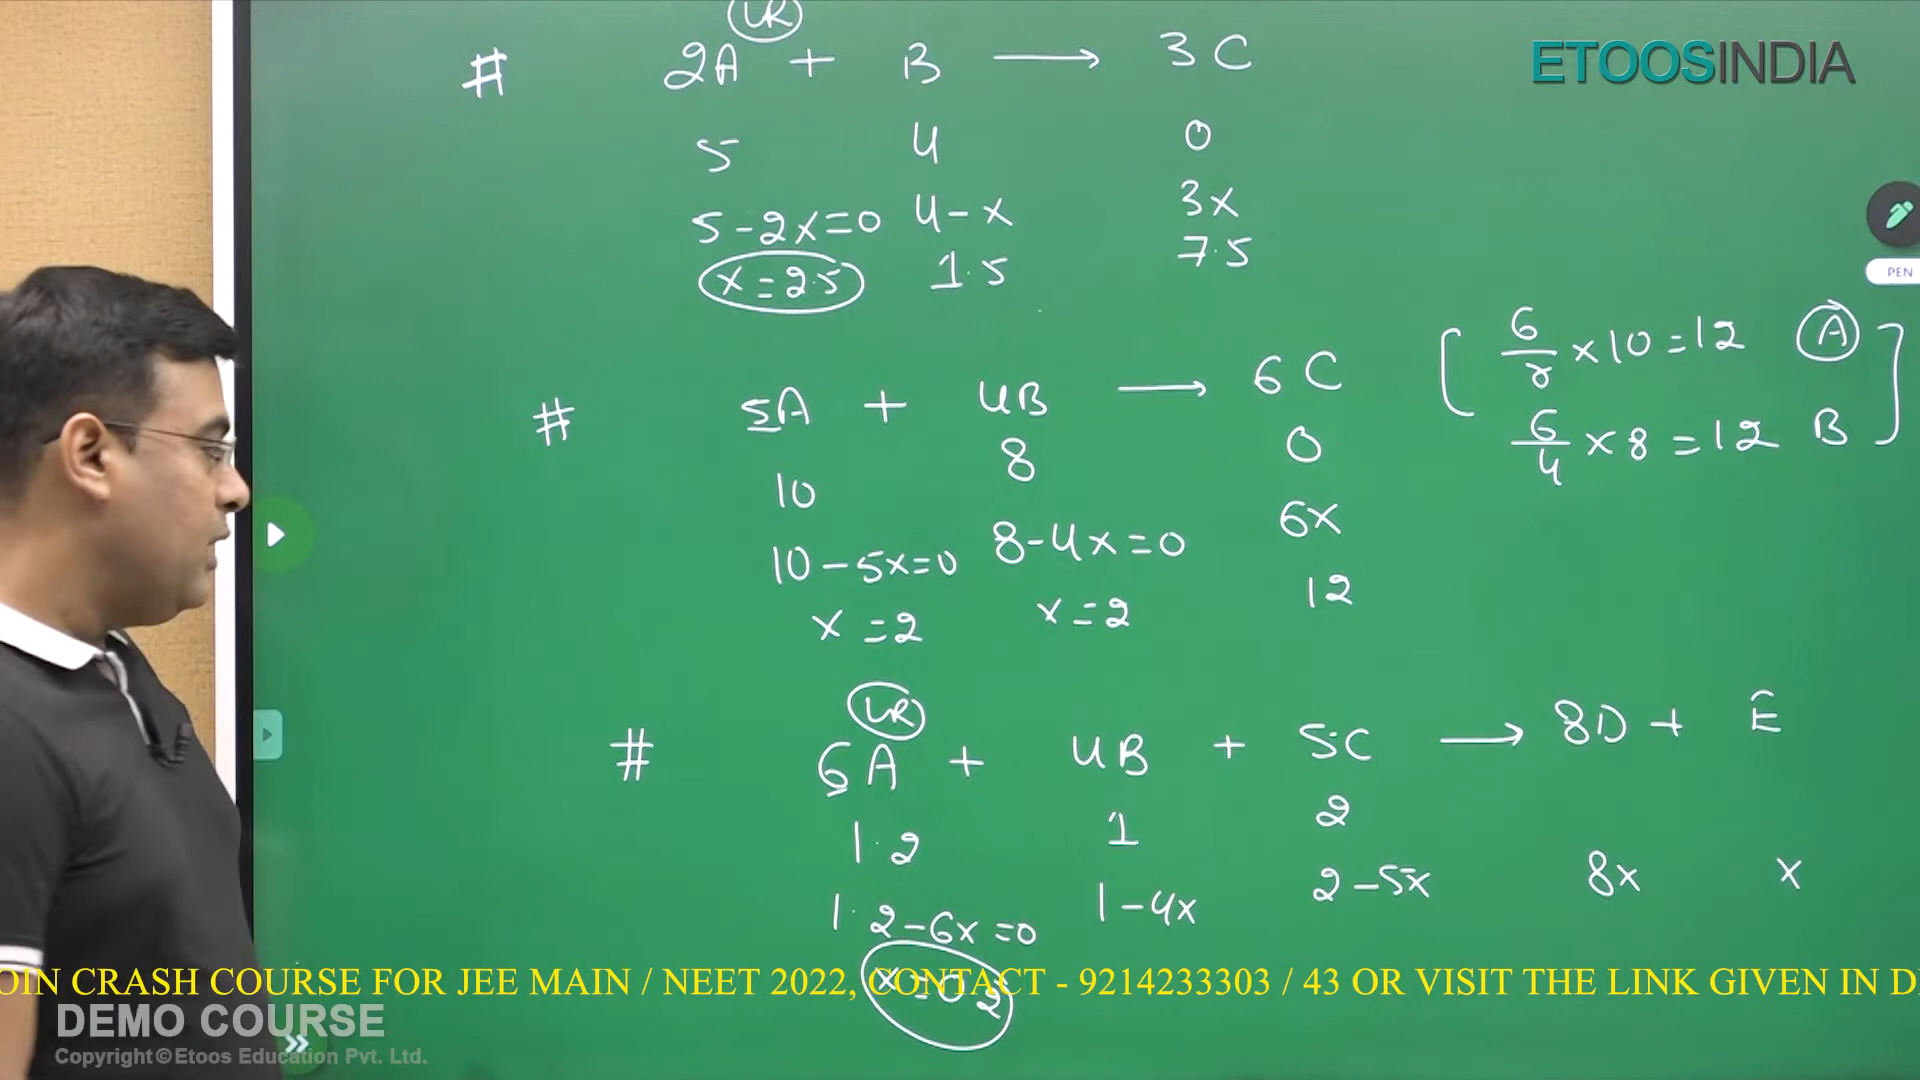 LR
# 2A + B ⟶ 3C
ETOOSINDIA
5 4 0
5-2x=0 4-x 3x
x=2.5 1.5 7.5
PEN
[ 6/5 ×10=12 A
6/4 ×8=12 B ]
# 5A + 4B ⟶ 6C
10 8 0
10-5x=0 8-4x=0 6x
x=2 x=2 12
LR
# 6A + 4B + 5C ⟶ 8D + E
1.2 1 2
1.2-6x=0 1-4x 2-5x 8x x
x=0.2
OIN CRASH COURSE FOR JEE MAIN / NEET 2022, CONTACT - 9214233303 / 43 OR VISIT THE LINK GIVEN IN D
DEMO COURSE
Copyright©Etoos Education Pvt. Ltd.